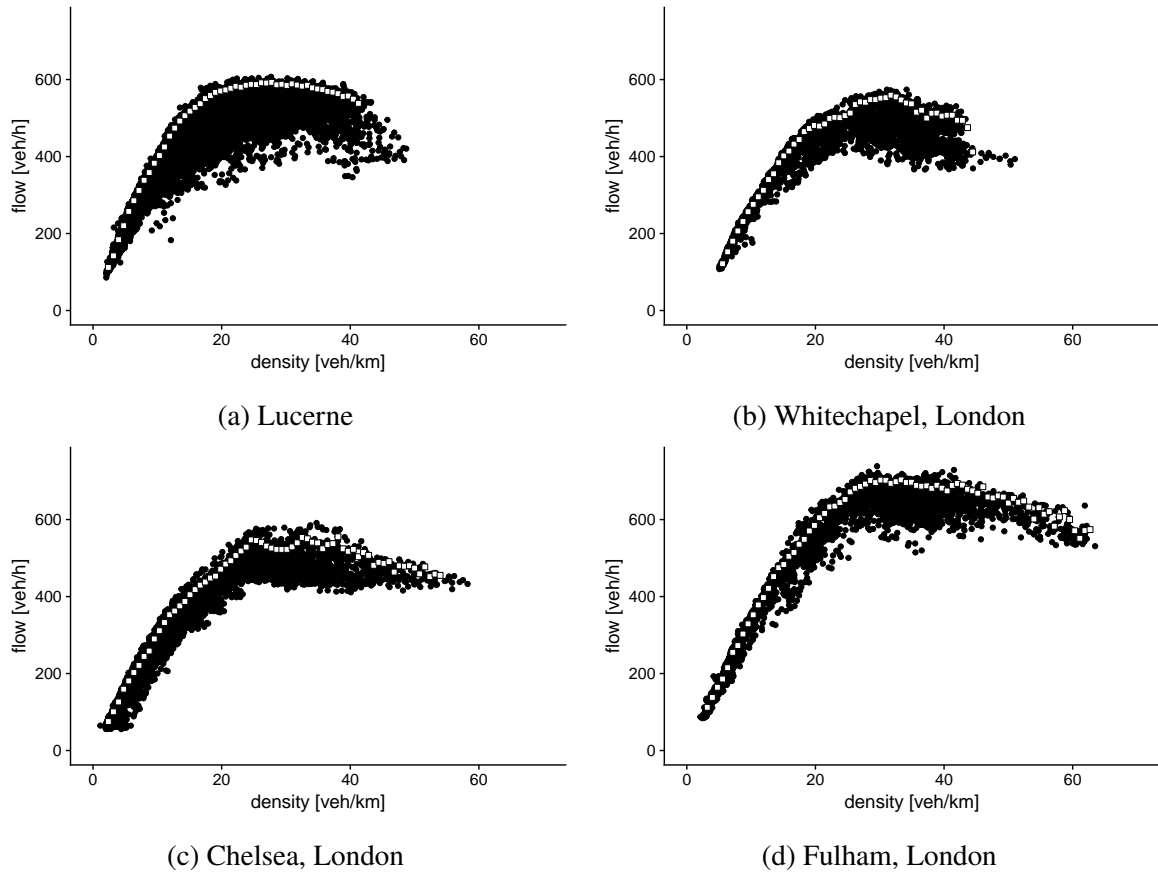 600
400
200
0
flow [veh/h]
0 20 40 60
density [veh/km]
(a) Lucerne
600
400
200
0
flow [veh/h]
0 20 40 60
density [veh/km]
(b) Whitechapel, London
600
400
200
0
flow [veh/h]
0 20 40 60
density [veh/km]
(c) Chelsea, London
600
400
200
0
flow [veh/h]
0 20 40 60
density [veh/km]
(d) Fulham, London